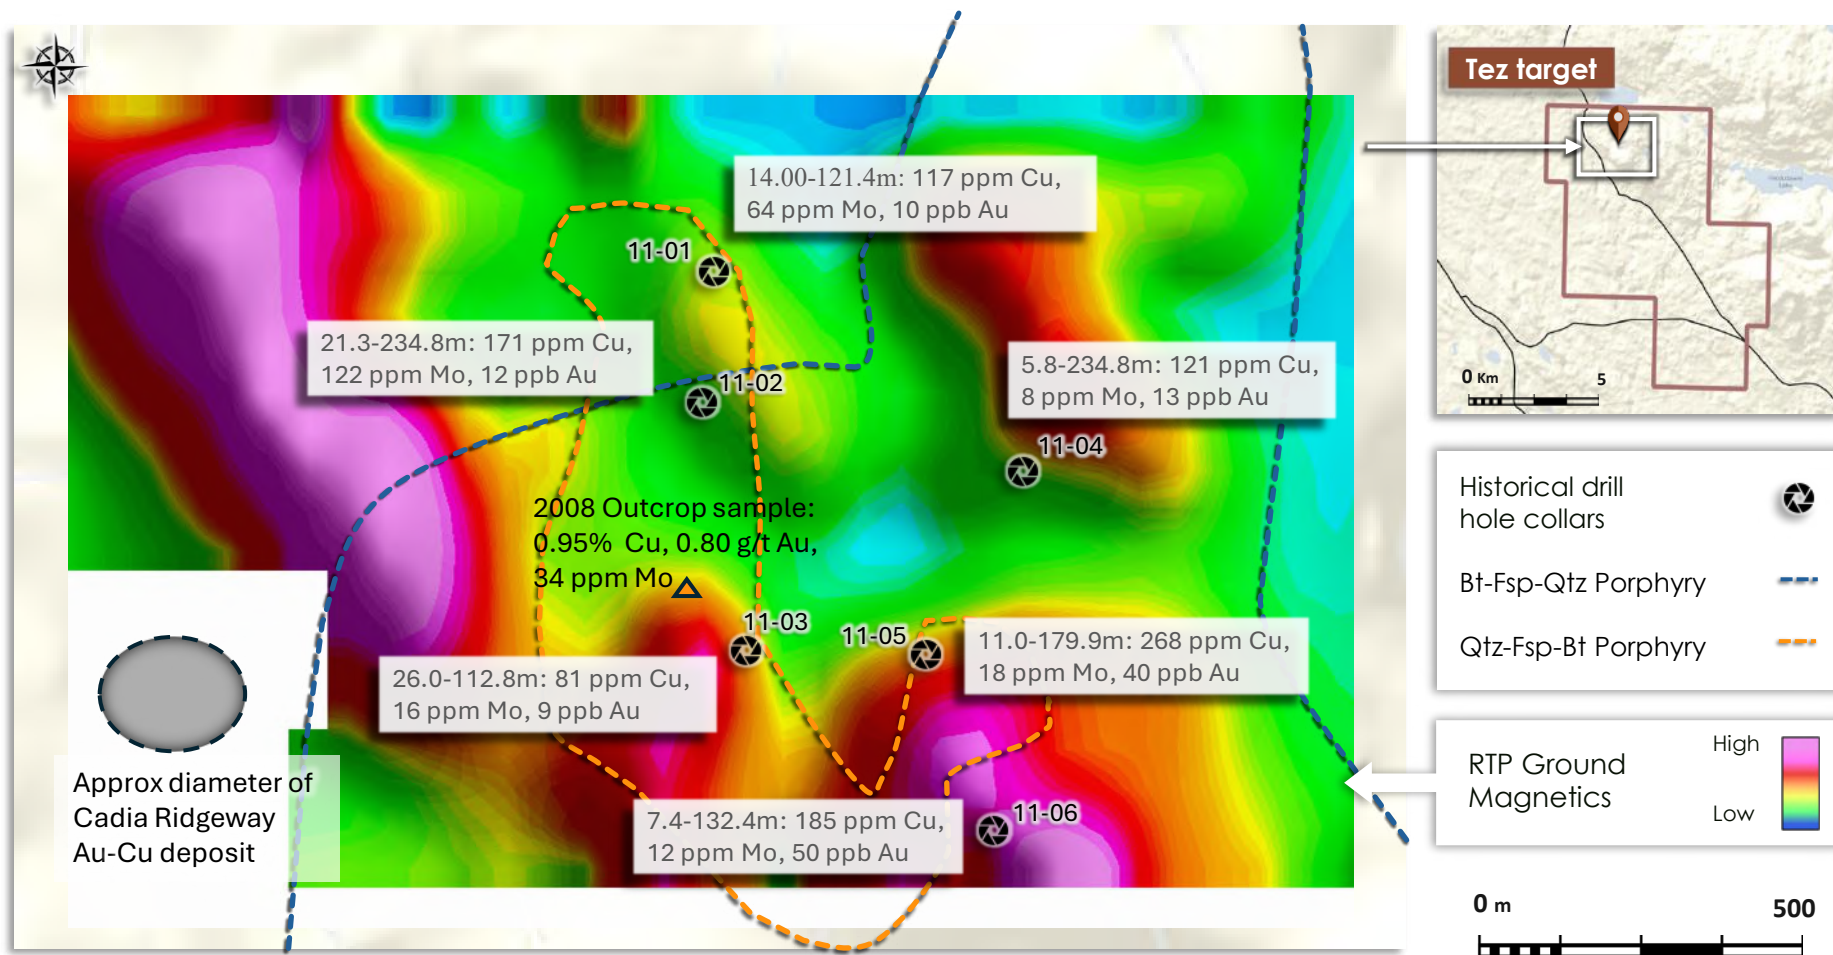 Tez target
14.00-121.4m: 117 ppm Cu,
64 ppm Mo, 10 ppb Au
11-01
21.3-234.8m: 171 ppm Cu,
122 ppm Mo, 12 ppb Au
11-02
5.8-234.8m: 121 ppm Cu,
8 ppm Mo, 13 ppb Au
11-04
0 Km
5
2008 Outcrop sample:
0.95% Cu, 0.80 g/t Au,
34 ppm Mo
Historical drill
hole collars
Bt-Fsp-Qtz Porphyry
Qtz-Fsp-Bt Porphyry
11-03
11-05
11.0-179.9m: 268 ppm Cu,
18 ppm Mo, 40 ppb Au
26.0-112.8m: 81 ppm Cu,
16 ppm Mo, 9 ppb Au
Approx diameter of
Cadia Ridgeway
Au-Cu deposit
7.4-132.4m: 185 ppm Cu,
12 ppm Mo, 50 ppb Au
11-06
RTP Ground
Magnetics
High
Low
0 m
500